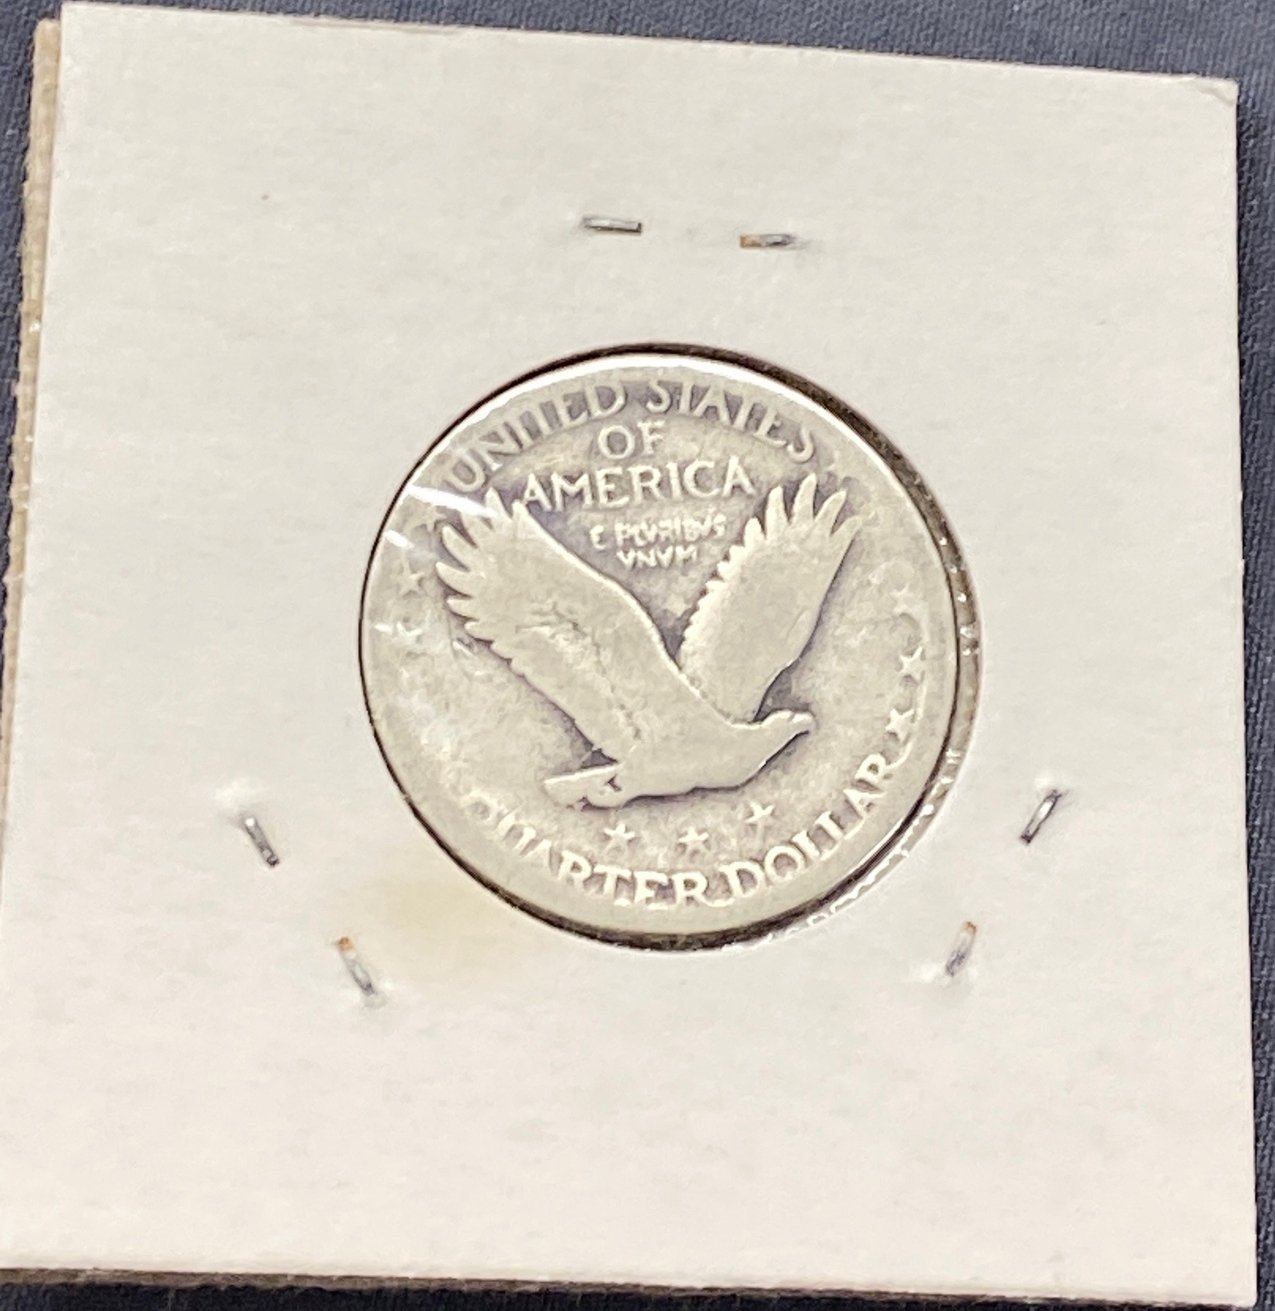 UNITED STATES
OF
AMERICA
E PLURIBUS
UNUM
QUARTER DOLLAR